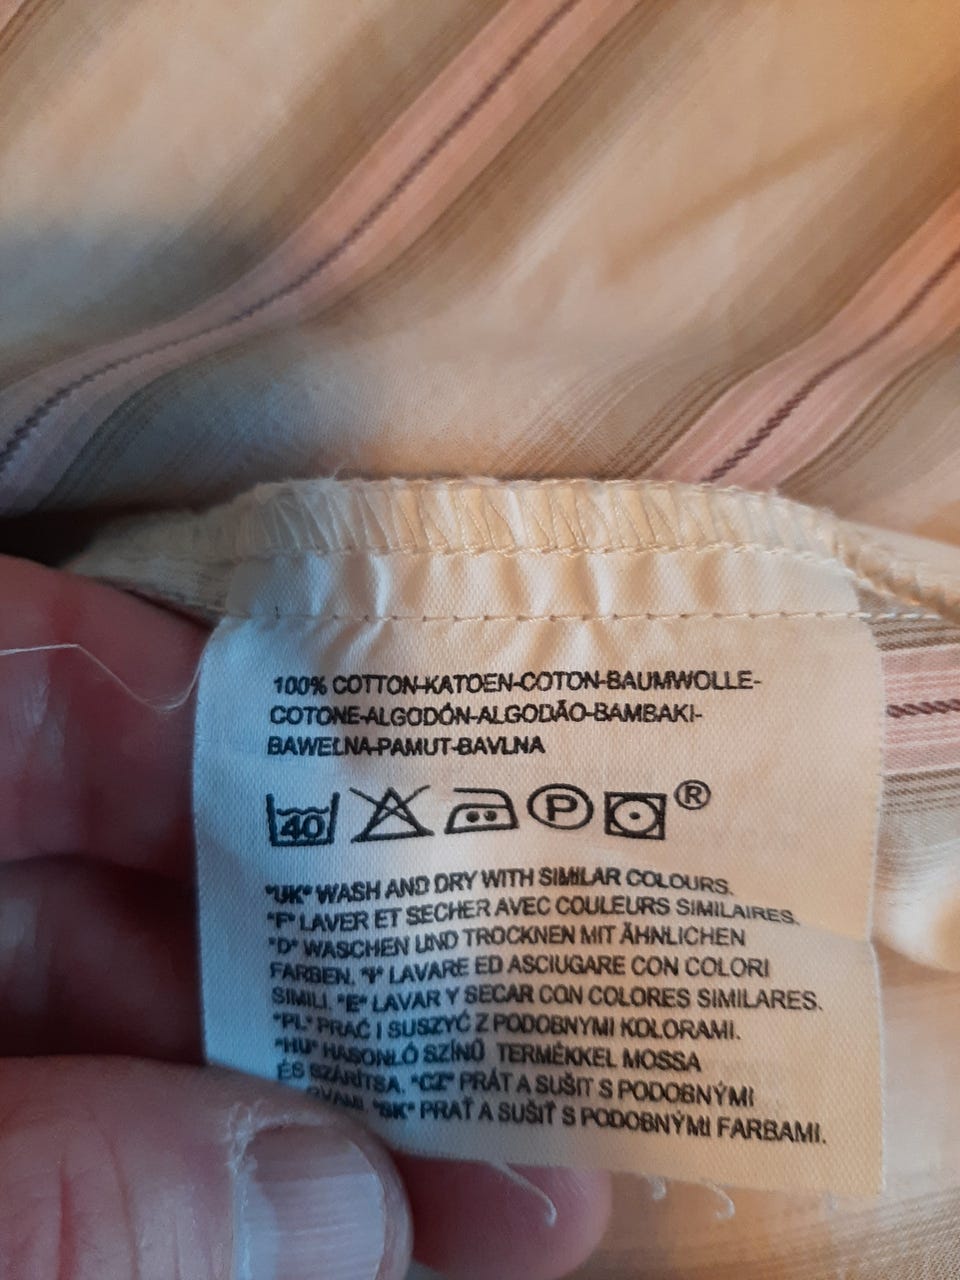 100% COTTON-KATOEN-COTON-BAUMWOLLE-
COTONE-ALGODÓN-ALGODÃO-BAMBAKI-
BAWEŁNA-PAMUT-BAVLNA
40 P ®
"UK" WASH AND DRY WITH SIMILAR COLOURS.
"F" LAVER ET SECHER AVEC COULEURS SIMILAIRES.
"D" WASCHEN UND TROCKNEN MIT ÄHNLICHEN
FARBEN. "I" LAVARE ED ASCIUGARE CON COLORI
SIMILI. "E" LAVAR Y SECAR CON COLORES SIMILARES.
"PL" PRAĆ I SUSZYĆ Z PODOBNYMI KOLORAMI.
"HU" HASONLÓ SZÍNŰ TERMÉKKEL MOSSA
ÉS SZÁRÍTSA. "CZ" PRÁT A SUŠIT S PODOBNÝMI
"SK" PRAŤ A SUŠIŤ S PODOBNÝMI FARBAMI.